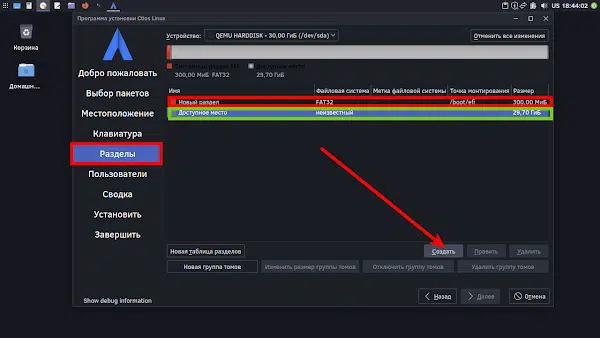 US 18:44:02
Программа установки Ctlos Linux
Корзина
Домашн...
Устройство:
QEMU HARDDISK - 30,00 ГиБ (/dev/sda)
Отменить все изменения
300,00 МиБ FAT32
29,70 ГиБ
Имя Файловая система Метка файловой системы Точка монтирования Размер
Новый раздел FAT32 /boot/efi 300,00 МиБ
Доступное место неизвестный 29,70 ГиБ
Добро пожаловать
Выбор пакетов
Местоположение
Клавиатура
Разделы
Пользователи
Сводка
Установить
Завершить
Новая таблица разделов
Создать
Править
Удалить
Новая группа томов
Изменить размер группы томов
Отключить группу томов
Удалить группу томов
Show debug information
Назад
Далее
Отмена